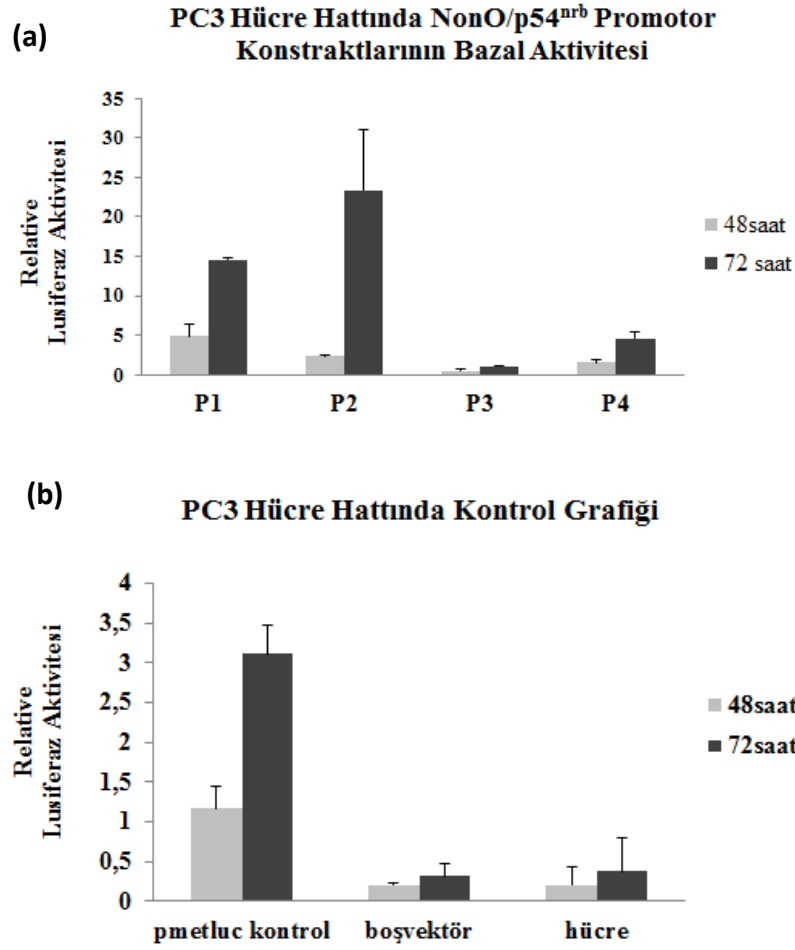 (a)
PC3 Hücre Hattında NonO/p54ⁿʳᵇ Promotor
Konstraktlarının Bazal Aktivitesi
Relative
Lusiferaz Aktivitesi
35
30
25
20
15
10
5
0
P1 P2 P3 P4
48saat
72 saat
(b)
PC3 Hücre Hattında Kontrol Grafiği
Relative
Lusiferaz Aktivitesi
4
3,5
3
2,5
2
1,5
1
0,5
0
pmetluc kontrol boşvektör hücre
48saat
72saat